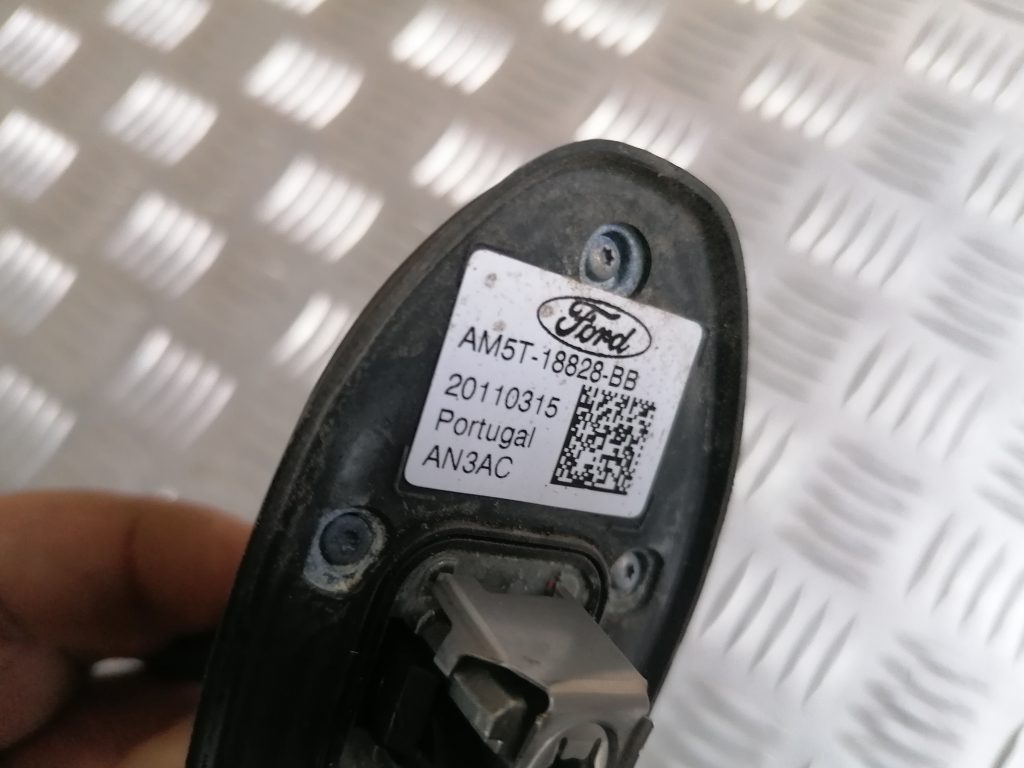 Ford
AM5T-18828-BB
20110315
Portugal
AN3AC